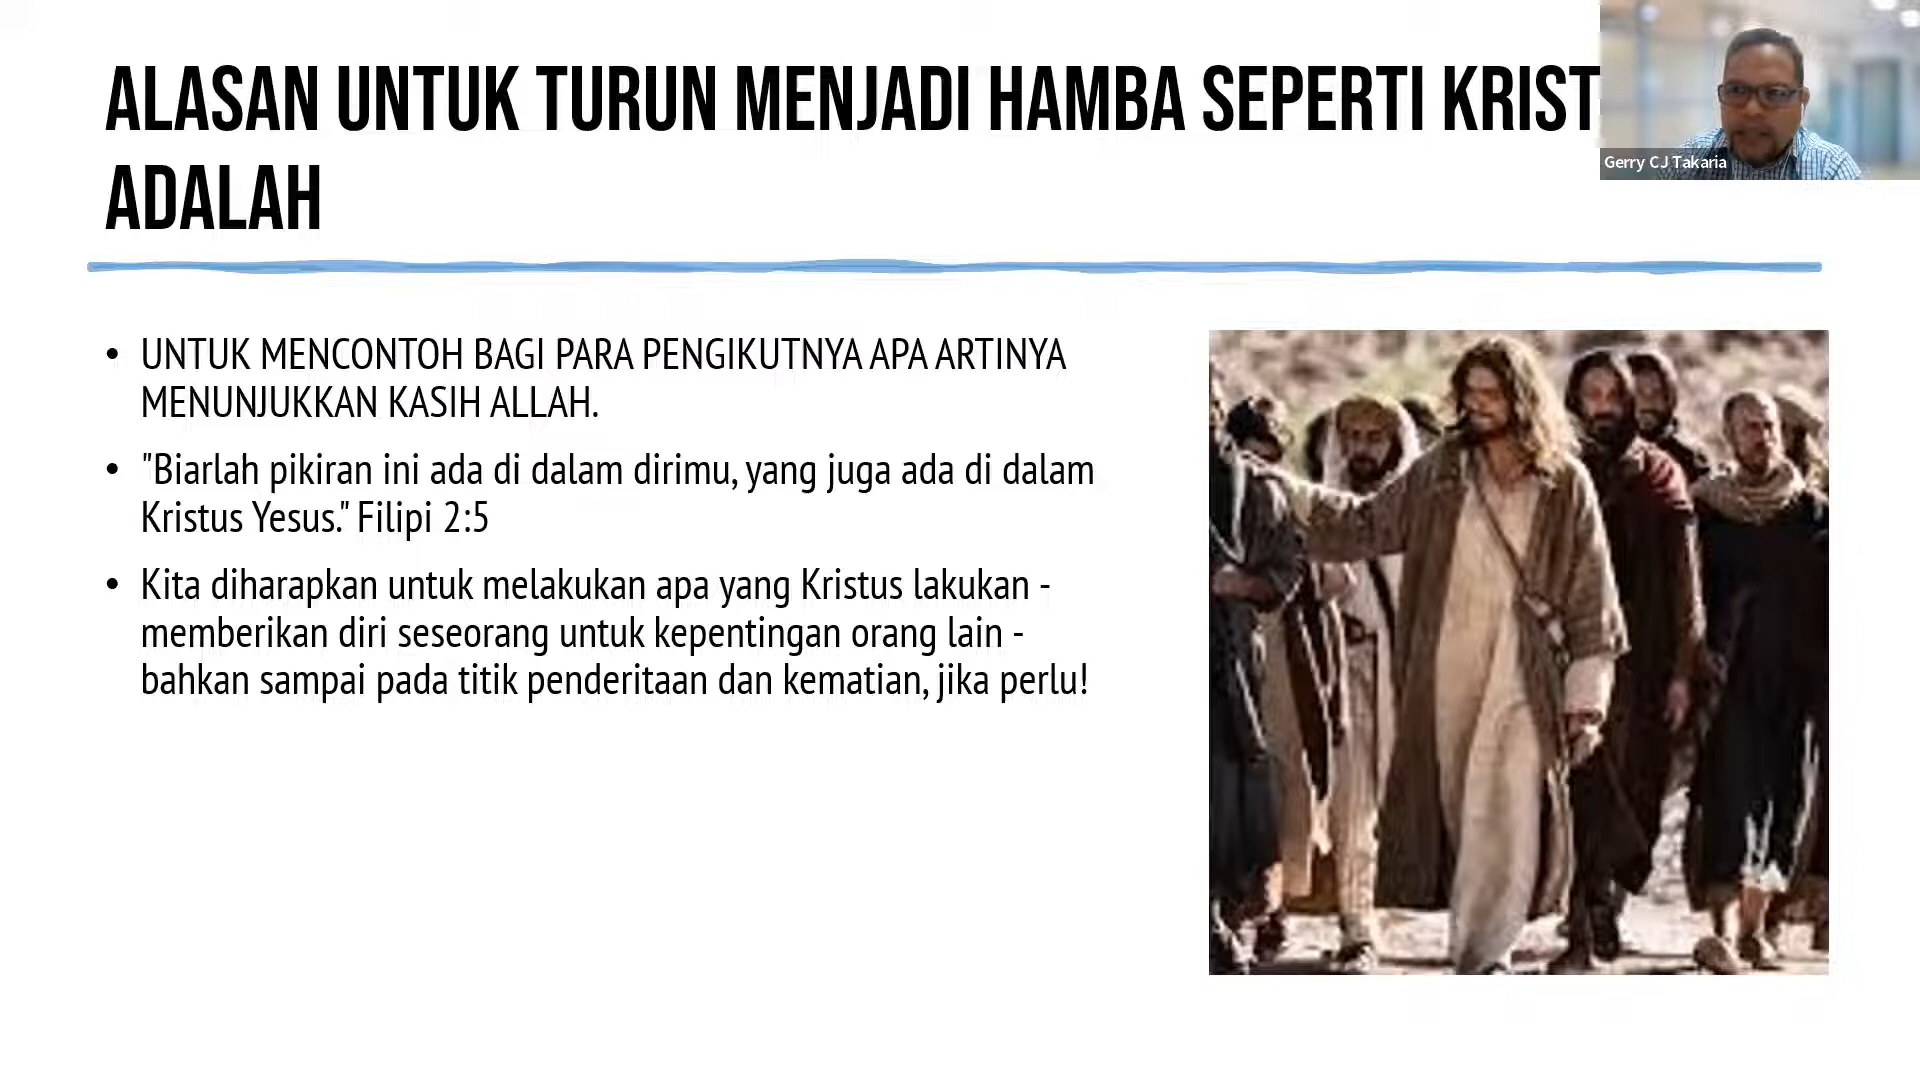 ALASAN UNTUK TURUN MENJADI HAMBA SEPERTI KRIST
ADALAH
Gerry CJ Takaria
• UNTUK MENCONTOH BAGI PARA PENGIKUTNYA APA ARTINYA
MENUNJUKKAN KASIH ALLAH.
• "Biarlah pikiran ini ada di dalam dirimu, yang juga ada di dalam
Kristus Yesus." Filipi 2:5
• Kita diharapkan untuk melakukan apa yang Kristus lakukan -
memberikan diri seseorang untuk kepentingan orang lain -
bahkan sampai pada titik penderitaan dan kematian, jika perlu!